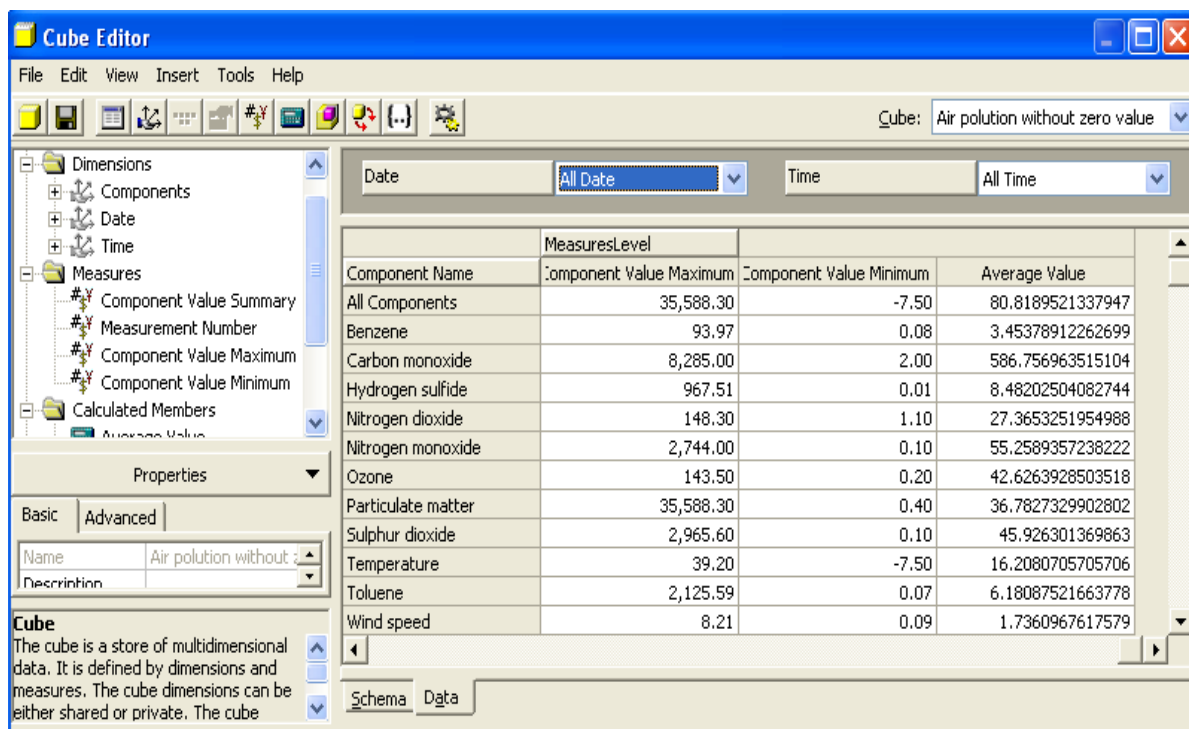 Cube Editor
File Edit View Insert Tools Help
Cube: Air polution without zero value
Dimensions
Components
Date
Time
Measures
Component Value Summary
Measurement Number
Component Value Maximum
Component Value Minimum
Calculated Members
Average Value
Properties
Basic Advanced
Name Air polution without
Description
Cube
The cube is a store of multidimensional
data. It is defined by dimensions and
measures. The cube dimensions can be
either shared or private. The cube
Date All Date Time All Time
MeasuresLevel
Component Name Component Value Maximum Component Value Minimum Average Value
All Components 35,588.30 -7.50 80.8189521337947
Benzene 93.97 0.08 3.45378912262699
Carbon monoxide 8,285.00 2.00 586.756963515104
Hydrogen sulfide 967.51 0.01 8.48202504082744
Nitrogen dioxide 148.30 1.10 27.3653251954988
Nitrogen monoxide 2,744.00 0.10 55.2589357238222
Ozone 143.50 0.20 42.6263928503518
Particulate matter 35,588.30 0.40 36.7827329902802
Sulphur dioxide 2,965.60 0.10 45.926301369863
Temperature 39.20 -7.50 16.2080705705706
Toluene 2,125.59 0.07 6.18087521663778
Wind speed 8.21 0.09 1.7360967617579
Schema Data